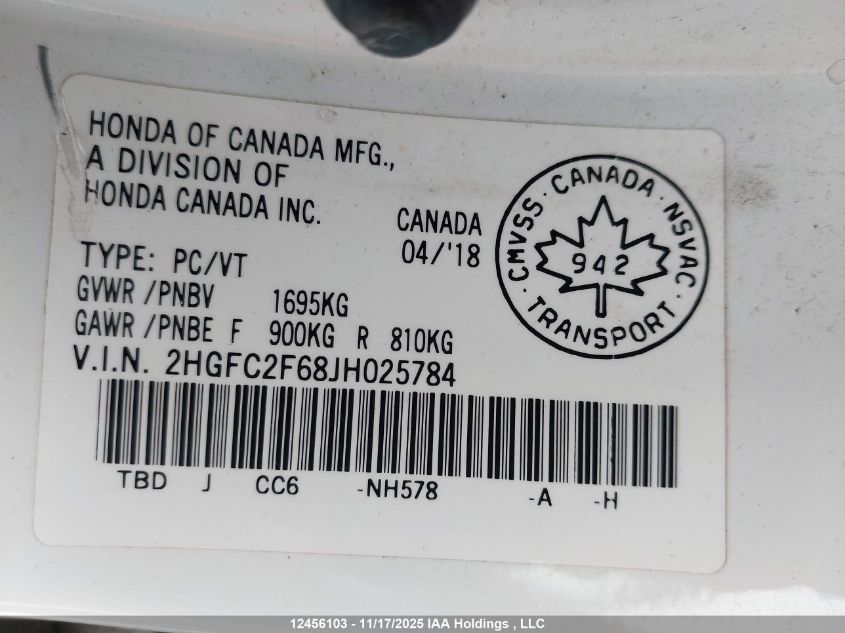 HONDA OF CANADA MFG.,
A DIVISION OF
HONDA CANADA INC.
CANADA
04/'18
TYPE: PC/VT
GVWR /PNBV 1695KG
GAWR /PNBE F 900KG R 810KG
V.I.N. 2HGFC2F68JH025784
TBD J CC6 -NH578 -A -H
CMVSS · CANADA · NSVAC ·
942
TRANSPORT ·
12456103 - 11/17/2025 IAA Holdings , LLC